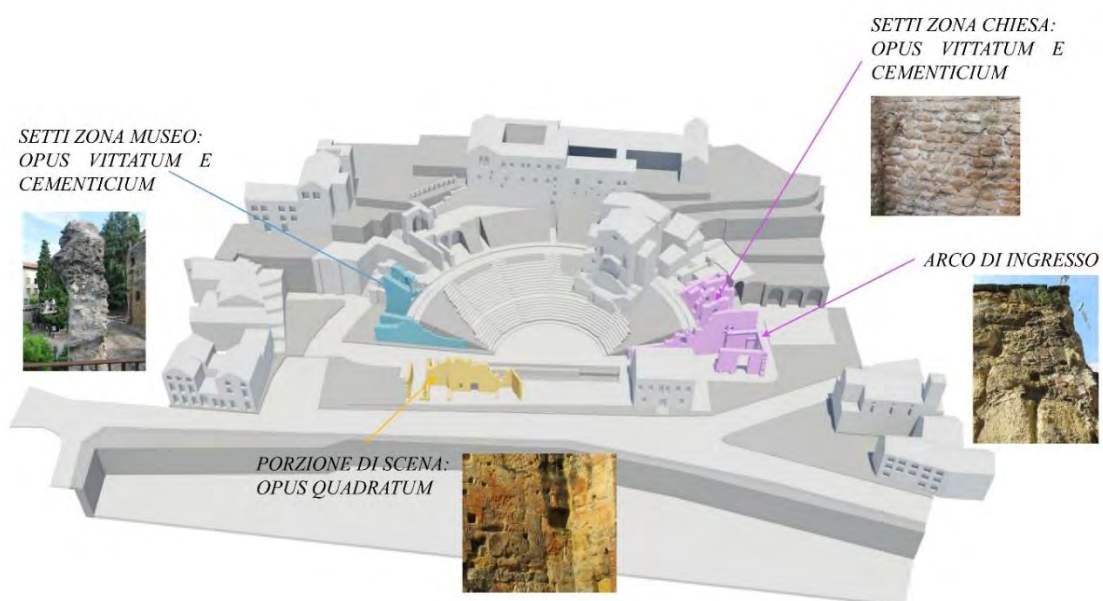 SETTI ZONA CHIESA:
OPUS VITTATUM E
CEMENTICIUM
SETTI ZONA MUSEO:
OPUS VITTATUM E
CEMENTICIUM
ARCO DI INGRESSO
PORZIONE DI SCENA:
OPUS QUADRATUM